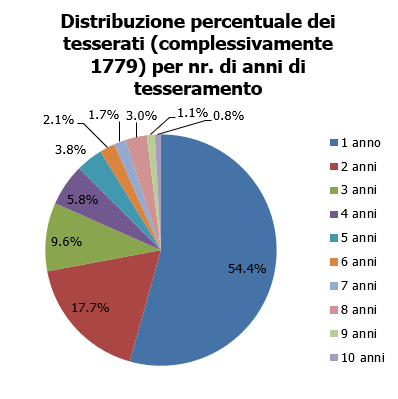 Distribuzione percentuale dei
tesserati (complessivamente
1779) per nr. di anni di
tesseramento
2.1%
1.7%
3.0%
1.1%
0.8%
3.8%
5.8%
9.6%
17.7%
54.4%
1 anno
2 anni
3 anni
4 anni
5 anni
6 anni
7 anni
8 anni
9 anni
10 anni